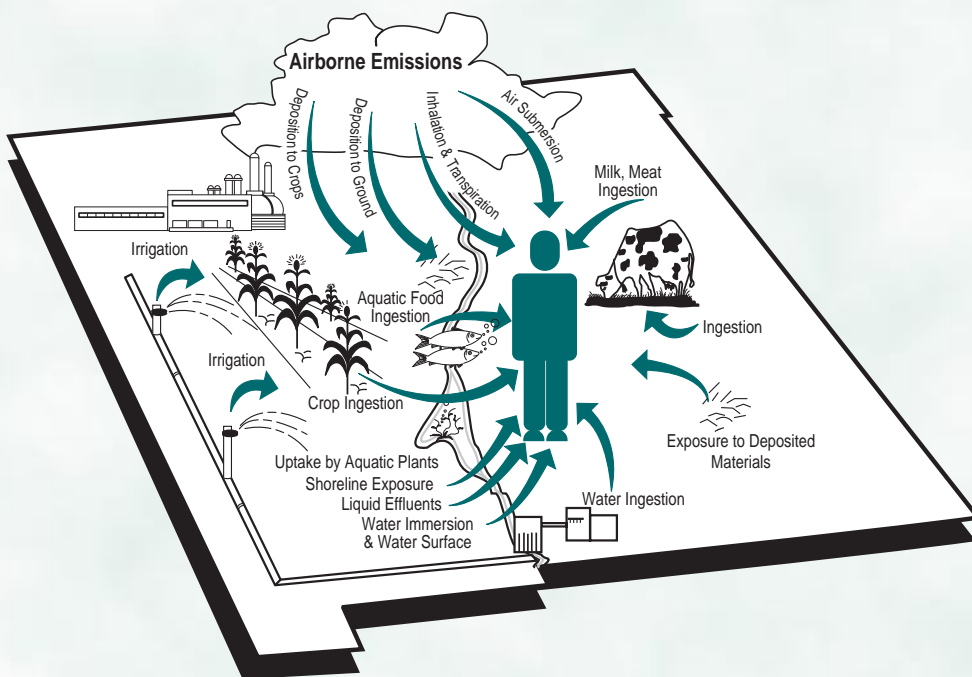 Airborne Emissions
Deposition to Crops
Deposition to Ground
Inhalation & Transpiration
Air Submersion
Milk, Meat
Ingestion
Irrigation
Aquatic Food
Ingestion
Ingestion
Irrigation
Crop Ingestion
Exposure to Deposited
Materials
Uptake by Aquatic Plants
Shoreline Exposure
Liquid Effluents
Water Immersion
& Water Surface
Water Ingestion